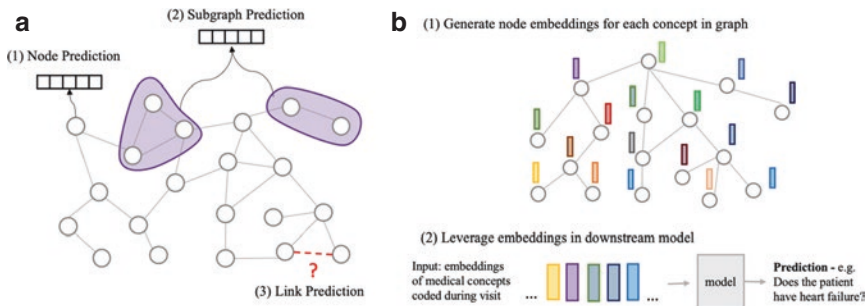 a
(2) Subgraph Prediction
(1) Node Prediction
?
(3) Link Prediction
b
(1) Generate node embeddings for each concept in graph
(2) Leverage embeddings in downstream model
Input: embeddings
of medical concepts
coded during visit
...
...
model
Prediction - e.g.
Does the patient
have heart failure?